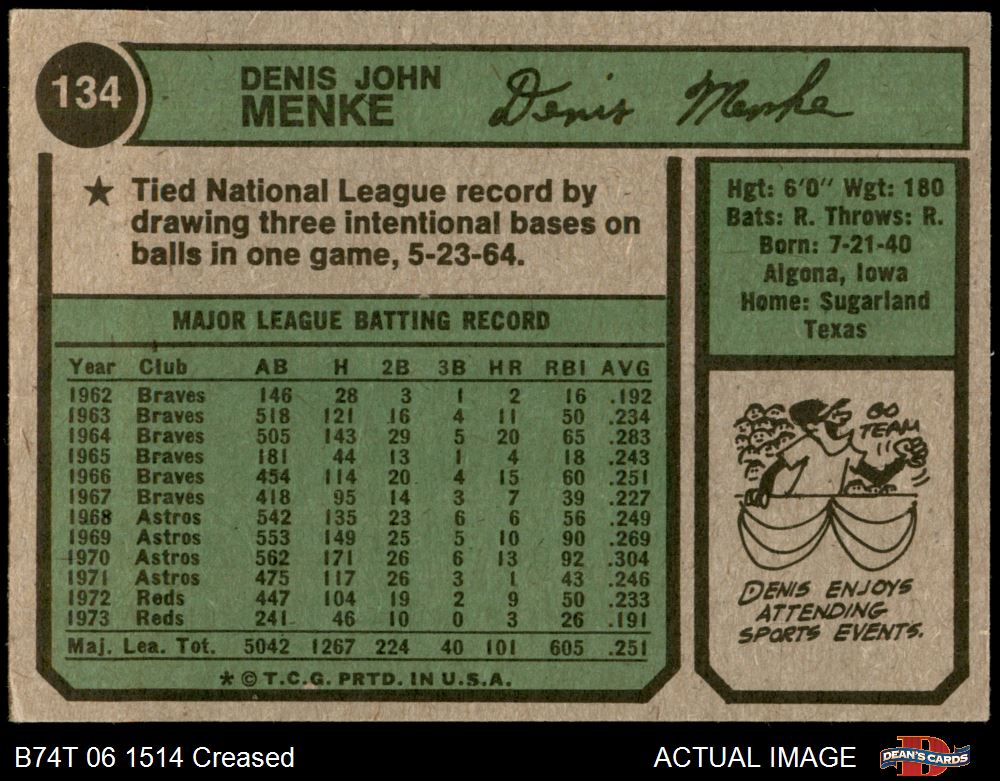 134
DENIS JOHN
MENKE
Denis Menke
★ Tied National League record by
drawing three intentional bases on
balls in one game, 5-23-64.
Hgt: 6'0" Wgt: 180
Bats: R. Throws: R.
Born: 7-21-40
Algona, Iowa
Home: Sugarland
Texas
MAJOR LEAGUE BATTING RECORD
Year Club AB H 2B 3B HR RBI AVG
1962 Braves 146 28 3 1 2 16 .192
1963 Braves 518 121 16 4 11 50 .234
1964 Braves 505 143 29 5 20 65 .283
1965 Braves 181 44 13 1 4 18 .243
1966 Braves 454 114 20 4 15 60 .251
1967 Braves 418 95 14 3 7 39 .227
1968 Astros 542 135 23 6 6 56 .249
1969 Astros 553 149 25 5 10 90 .269
1970 Astros 562 171 26 6 13 92 .304
1971 Astros 475 117 26 3 1 43 .246
1972 Reds 447 104 19 2 9 50 .233
1973 Reds 241 46 10 0 3 26 .191
Maj. Lea. Tot. 5042 1267 224 40 101 605 .251
* © T.C.G. PRTD. IN U.S.A.
GO
TEAM
DENIS ENJOYS
ATTENDING
SPORTS EVENTS.
B74T 06 1514 Creased
ACTUAL IMAGE
D
DEAN'S CARDS